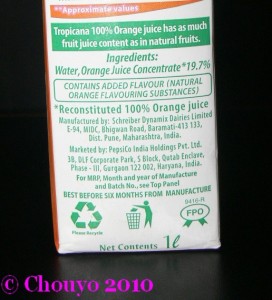 **Approximate values
Tropicana 100% Orange juice has as much
fruit juice content as in natural fruits.
Ingredients:
Water, Orange Juice Concentrate*19.7%
CONTAINS ADDED FLAVOUR (NATURAL
ORANGE FLAVOURING SUBSTANCES)
*Reconstituted 100% Orange juice
Manufactured by: Schreiber Dynamix Dairies Limited
E-94, MIDC, Bhigwan Road, Baramati-413 133,
Dist. Pune, Maharashtra, India.
Marketed by: PepsiCo India Holdings Pvt. Ltd.
3B, DLF Corporate Park, S Block, Qutab Enclave,
Phase - III, Gurgaon 122 002, Haryana, India.
For MRP, Month and year of Manufacture
and Batch No., see Top Panel
BEST BEFORE SIX MONTHS FROM MANUFACTURE
0416-N
FPO
Please Recycle
Net Contents 1ℓ
© Chouyo 2010